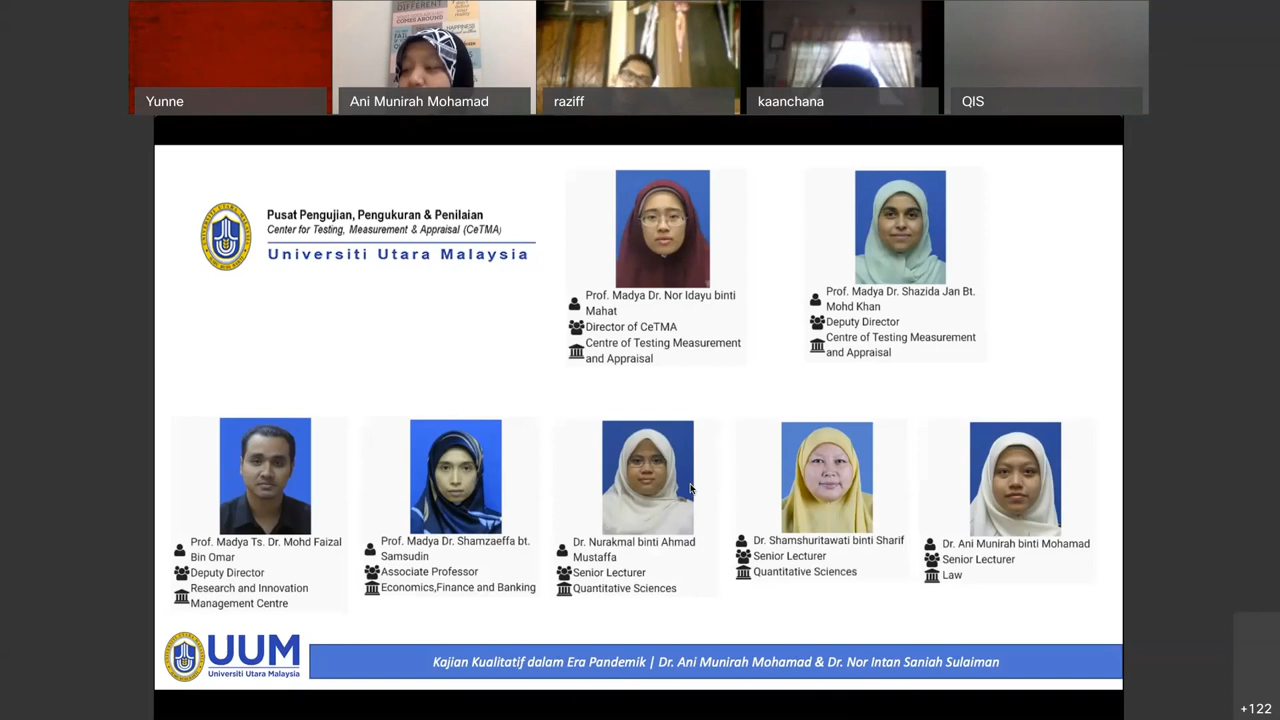 Yunne
Ani Munirah Mohamad
raziff
kaanchana
QIS
COMES AROUND
HAPPINESS
Pusat Pengujian, Pengukuran & Penilaian
Center for Testing, Measurement & Appraisal (CeTMA)
Universiti Utara Malaysia
Prof. Madya Dr. Nor Idayu binti
Mahat
Director of CeTMA
Centre of Testing Measurement
and Appraisal
Prof. Madya Dr. Shazida Jan Bt.
Mohd Khan
Deputy Director
Centre of Testing Measurement
and Appraisal
Prof. Madya Ts. Dr. Mohd Faizal
Bin Omar
Deputy Director
Research and Innovation
Management Centre
Prof. Madya Dr. Shamzaeffa bt.
Samsudin
Associate Professor
Economics,Finance and Banking
Dr. Nurakmal binti Ahmad
Mustaffa
Senior Lecturer
Quantitative Sciences
Dr. Shamshuritawati binti Sharif
Senior Lecturer
Quantitative Sciences
Dr. Ani Munirah binti Mohamad
Senior Lecturer
Law
UUM
Universiti Utara Malaysia
Kajian Kualitatif dalam Era Pandemik | Dr. Ani Munirah Mohamad & Dr. Nor Intan Saniah Sulaiman
+122